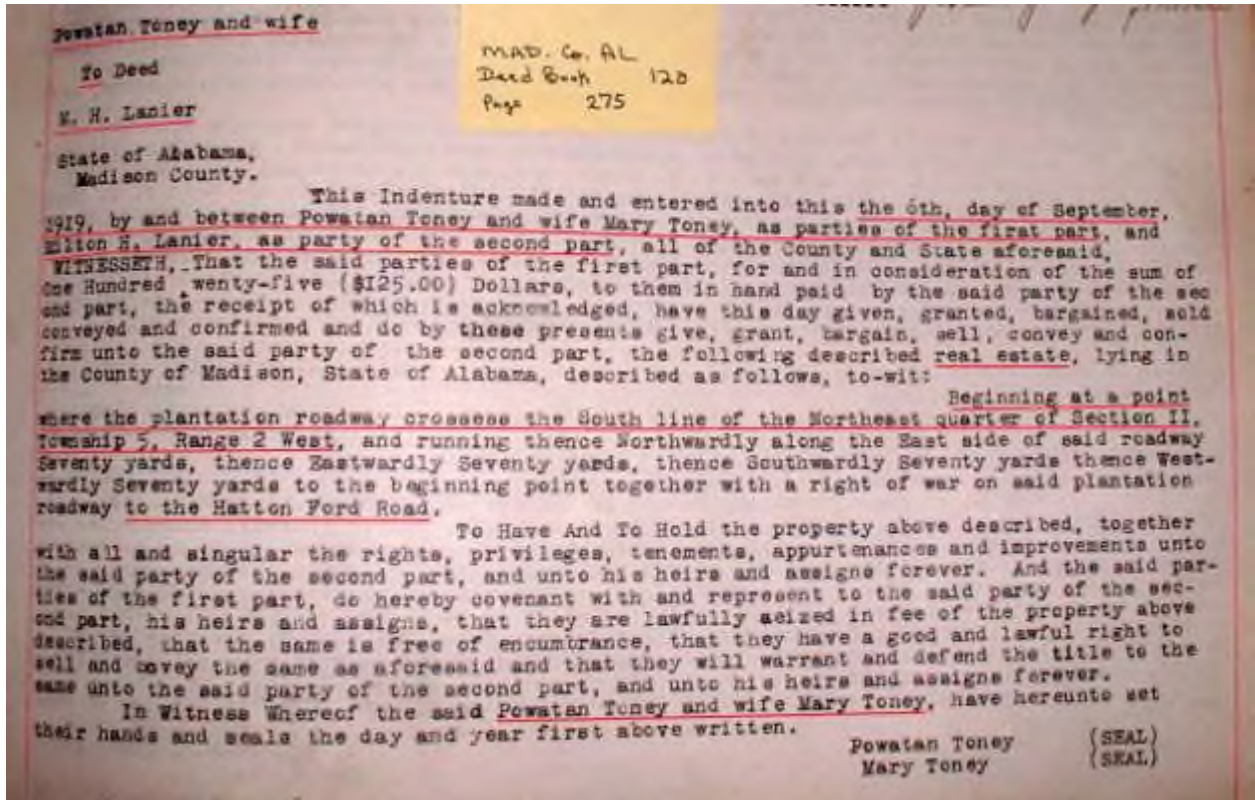 Powatan Toney and wife
MAD. Co. AL
Deed Book 120
Page 275
To Deed
M. H. Lanier
State of Alabama,
Madison County.
This Indenture made and entered into this the 6th, day of September,
1919, by and between Powatan Toney and wife Mary Toney, as parties of the first part, and
Milton H. Lanier, as party of the second part, all of the County and State aforesaid,
WITNESSETH, That the said parties of the first part, for and in consideration of the sum of
One Hundred wenty-five ($I25.00) Dollars, to them in hand paid by the said party of the sec
ond part, the receipt of which is acknowledged, have this day given, granted, bargained, sold
conveyed and confirmed and do by these presents give, grant, bargain, sell, convey and con-
firm unto the said party of the second part, the following described real estate, lying in
the County of Madison, State of Alabama, described as follows, to-wit:
Beginning at a point
where the plantation roadway crossess the South line of the Northeast quarter of Section II,
Township 5, Range 2 West, and running thence Northwardly along the East side of said roadway
Seventy yards, thence Eastwardly Seventy yards, thence Southwardly Seventy yards thence West-
wardly Seventy yards to the beginning point together with a right of war on said plantation
roadway to the Hatton Ford Road.
To Have And To Hold the property above described, together
with all and singular the rights, privileges, tenements, appurtenances and improvements unto
the said party of the second part, and unto his heirs and assigns forever. And the said par-
ties of the first part, do hereby covenant with and represent to the said party of the sec-
ond part, his heirs and assigns, that they are lawfully aeized in fee of the property above
described, that the same is free of encumbrance, that they have a good and lawful right to
sell and covey the same as aforesaid and that they will warrant and defend the title to the
same unto the said party of the second part, and unto his heirs and assigns forever.
In Witness Whereof the said Powatan Toney and wife Mary Toney, have hereunto set
their hands and seals the day and year first above written.
Powatan Toney (SEAL)
Mary Toney (SEAL)